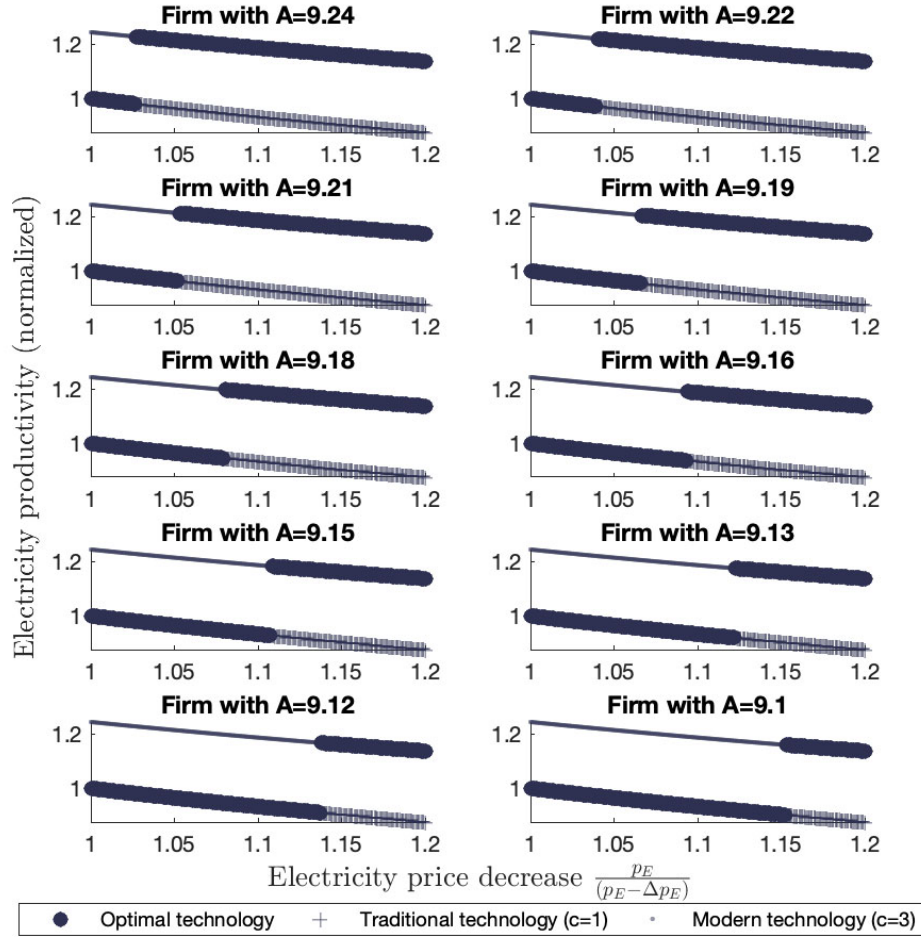 Firm with A=9.24
Firm with A=9.22
1.2
1
1 1.05 1.1 1.15 1.2
1.2
1
1 1.05 1.1 1.15 1.2
Firm with A=9.21
Firm with A=9.19
1.2
1
1 1.05 1.1 1.15 1.2
1.2
1
1 1.05 1.1 1.15 1.2
Firm with A=9.18
Firm with A=9.16
1.2
1
1 1.05 1.1 1.15 1.2
1.2
1
1 1.05 1.1 1.15 1.2
Firm with A=9.15
Firm with A=9.13
1.2
1
1 1.05 1.1 1.15 1.2
1.2
1
1 1.05 1.1 1.15 1.2
Firm with A=9.12
Firm with A=9.1
1.2
1
1 1.05 1.1 1.15 1.2
1.2
1
1 1.05 1.1 1.15 1.2
Electricity productivity (normalized)
Electricity price decrease p_E/(p_E−Δp_E)
Optimal technology + Traditional technology (c=1) Modern technology (c=3)